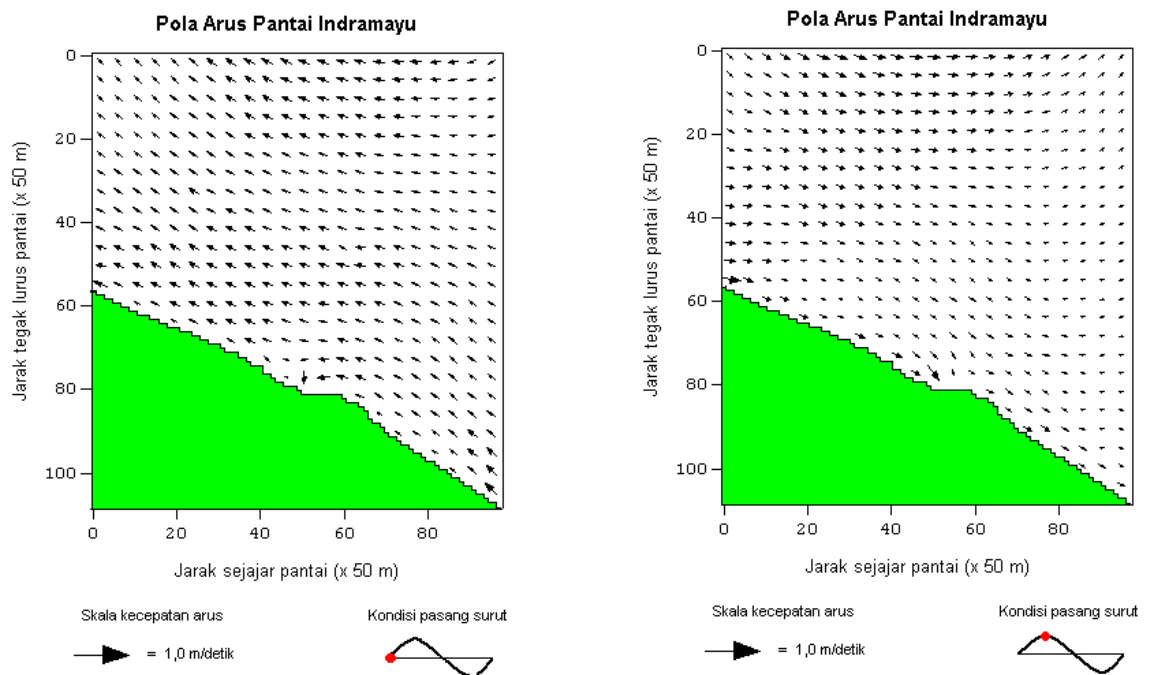 Pola Arus Pantai Indramayu
Jarak tegak lurus pantai (x 50 m)
0
20
40
60
80
100
0 20 40 60 80
Jarak sejajar pantai (x 50 m)
Skala kecepatan arus
= 1,0 m/detik
Kondisi pasang surut
Pola Arus Pantai Indramayu
Jarak tegak lurus pantai (x 50 m)
0
20
40
60
80
100
0 20 40 60 80
Jarak sejajar pantai (x 50 m)
Skala kecepatan arus
= 1,0 m/detik
Kondisi pasang surut